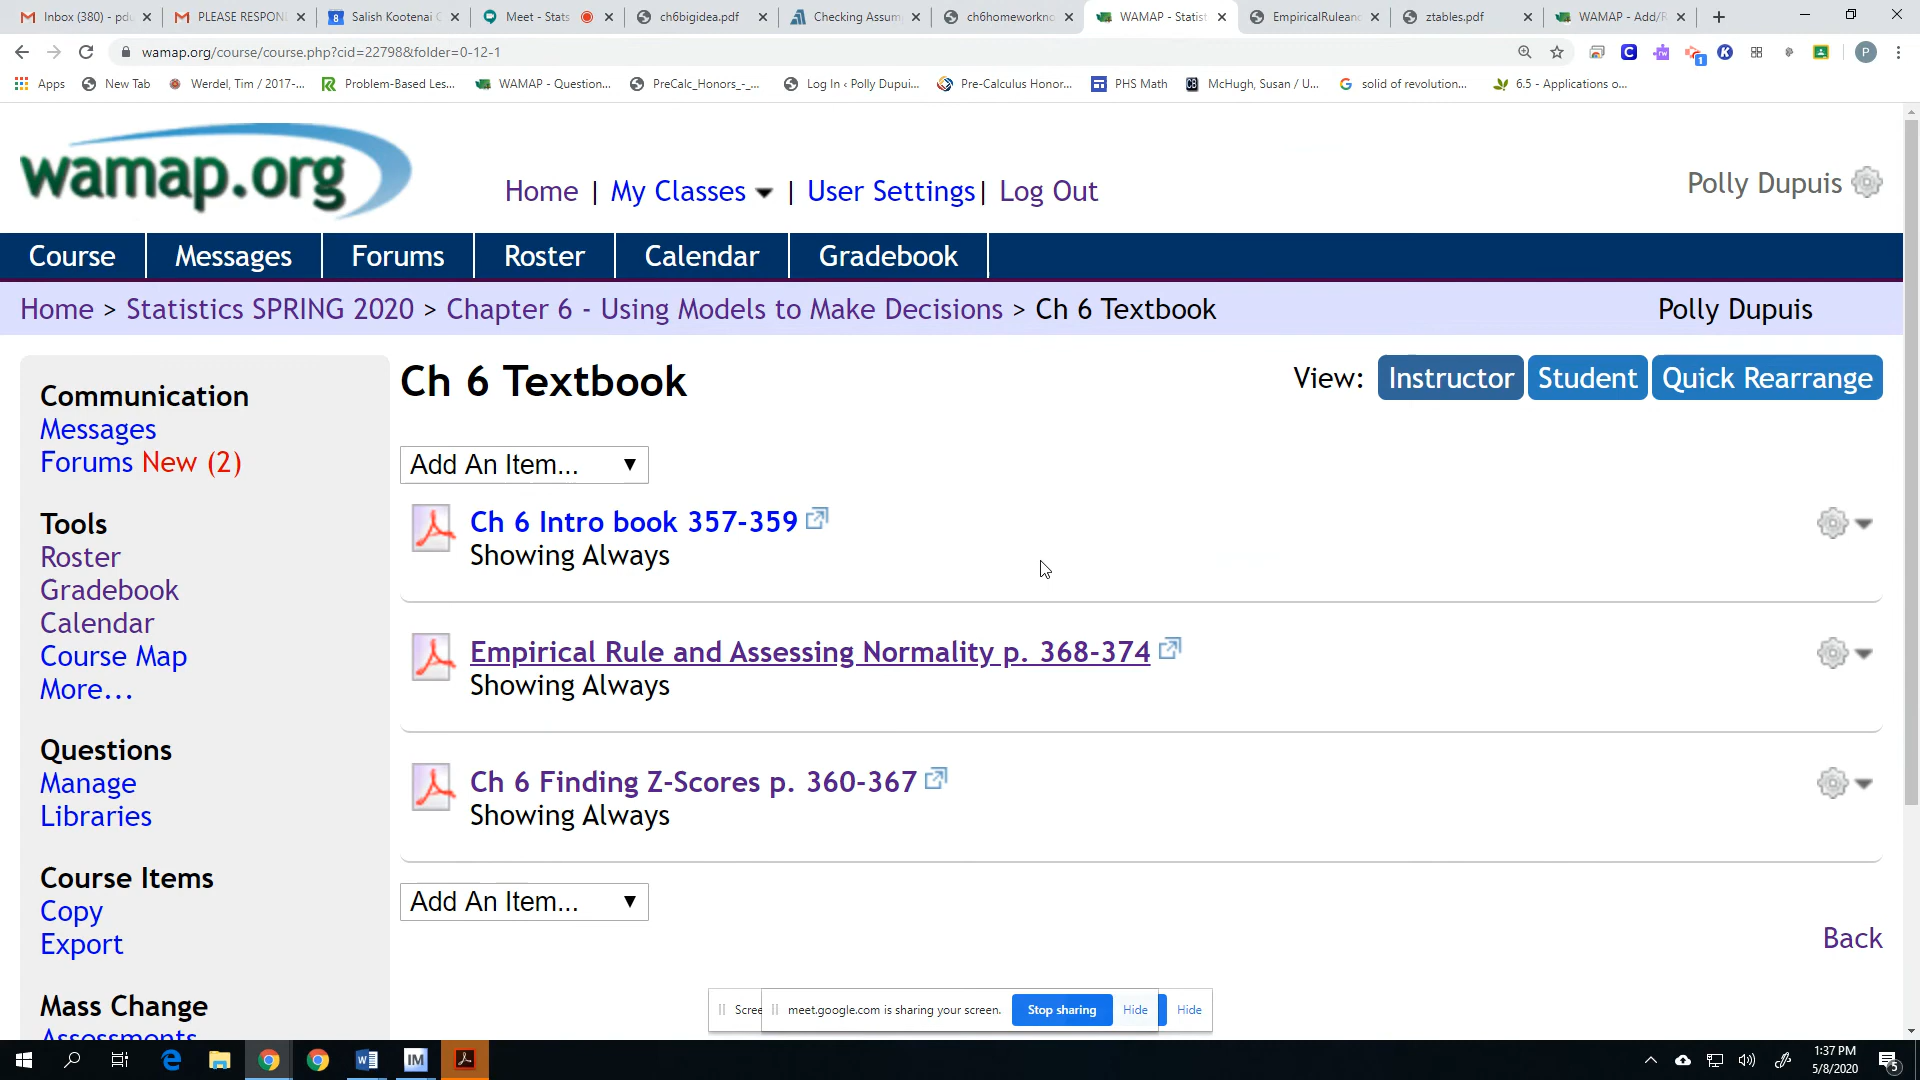 Inbox (380) - pdu
PLEASE RESPON
Salish Kootenai C
Meet - Stats
ch6bigidea.pdf
Checking Assum
ch6homeworkno
WAMAP - Statist
EmpiricalRulean
ztables.pdf
WAMAP - Add/R
wamap.org/course/course.php?cid=22798&folder=0-12-1
Apps
New Tab
Werdel, Tim / 2017-...
Problem-Based Les...
WAMAP - Question...
PreCalc_Honors_-_...
Log In ‹ Polly Dupui...
Pre-Calculus Honor...
PHS Math
McHugh, Susan / U...
solid of revolution...
6.5 - Applications o...
wamap.org
Home | My Classes | User Settings | Log Out
Polly Dupuis
Course
Messages
Forums
Roster
Calendar
Gradebook
Home > Statistics SPRING 2020 > Chapter 6 - Using Models to Make Decisions > Ch 6 Textbook
Polly Dupuis
Communication
Messages
Forums New (2)
Tools
Roster
Gradebook
Calendar
Course Map
More...
Questions
Manage
Libraries
Course Items
Copy
Export
Mass Change
Assessments
Ch 6 Textbook
View: Instructor Student Quick Rearrange
Add An Item...
Ch 6 Intro book 357-359
Showing Always
Empirical Rule and Assessing Normality p. 368-374
Showing Always
Ch 6 Finding Z-Scores p. 360-367
Showing Always
Add An Item...
Back
Scree
meet.google.com is sharing your screen.
Stop sharing
Hide
Hide
1:37 PM
5/8/2020